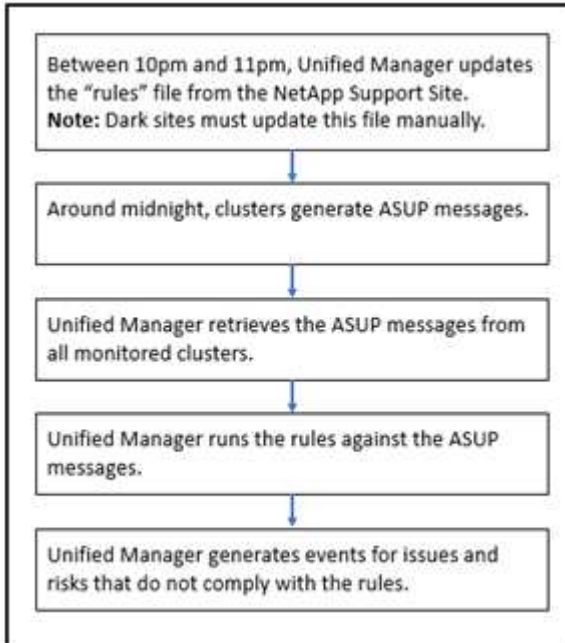 Between 10pm and 11pm, Unified Manager updates
the “rules” file from the NetApp Support Site.
Note: Dark sites must update this file manually.
Around midnight, clusters generate ASUP messages.
Unified Manager retrieves the ASUP messages from
all monitored clusters.
Unified Manager runs the rules against the ASUP
messages.
Unified Manager generates events for issues and
risks that do not comply with the rules.